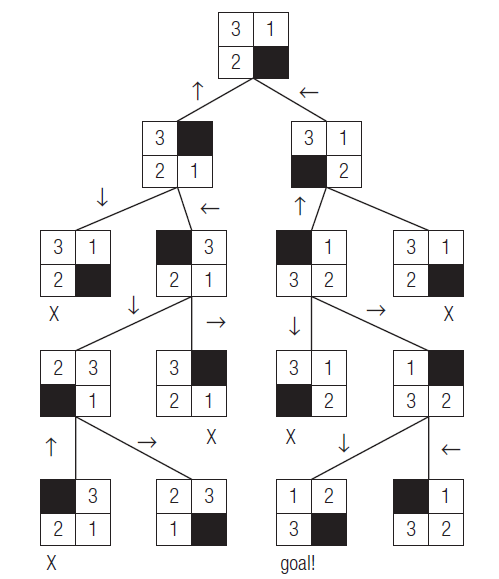 3 1
2
↑ ←
3 3 1
2 1 2
↓ ← ↑
3 1 3 1 3 1
2 2 1 3 2 2
X X
↓ → ↓ →
2 3 3 3 1 1
1 2 1 2 3 2
X X
↑ → ↓ ←
3 2 3 1 2 1
2 1 1 3 3 2
X goal!